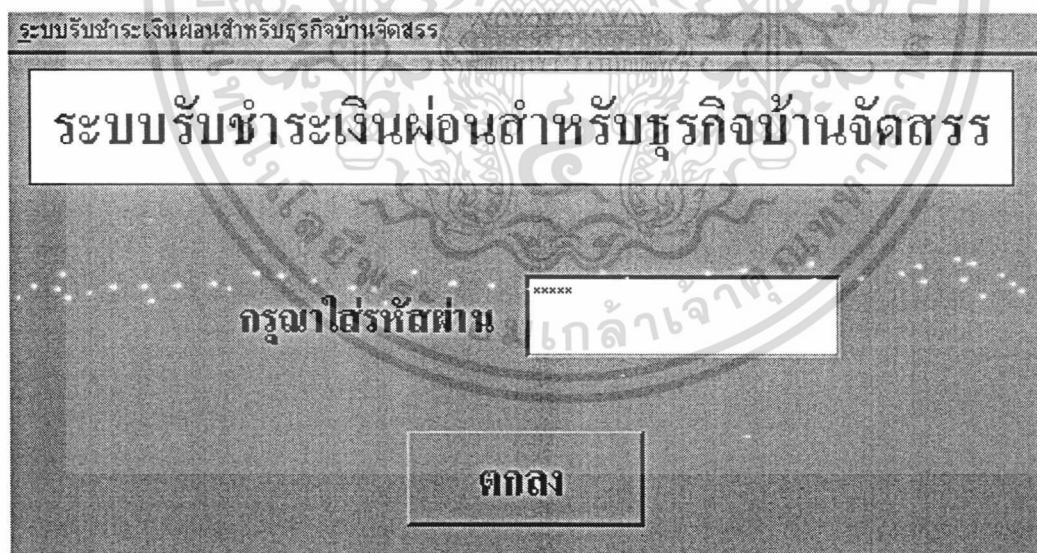 ระบบรับชำระเงินผ่อนสำหรับธุรกิจบ้านจัดสรร
ระบบรับชำระเงินผ่อนสำหรับธุรกิจบ้านจัดสรร
กรุณาใส่รหัสผ่าน
xxxxx
ตกลง